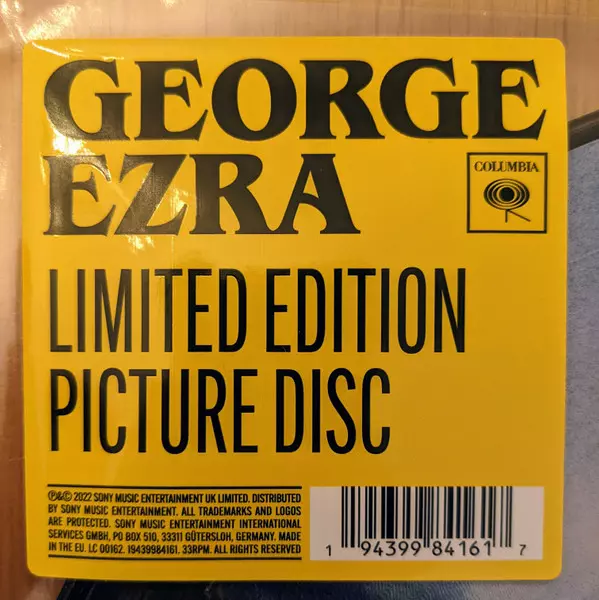 GEORGE
EZRA
COLUMBIA
LIMITED EDITION
PICTURE DISC
℗&© 2022 SONY MUSIC ENTERTAINMENT UK LIMITED. DISTRIBUTED
BY SONY MUSIC ENTERTAINMENT. ALL TRADEMARKS AND LOGOS
ARE PROTECTED. SONY MUSIC ENTERTAINMENT INTERNATIONAL
SERVICES GMBH, PO BOX 510, 33311 GÜTERSLOH, GERMANY. MADE
IN THE EU. LC 00162. 19439984161. 33RPM. ALL RIGHTS RESERVED
1 94399 84161 7